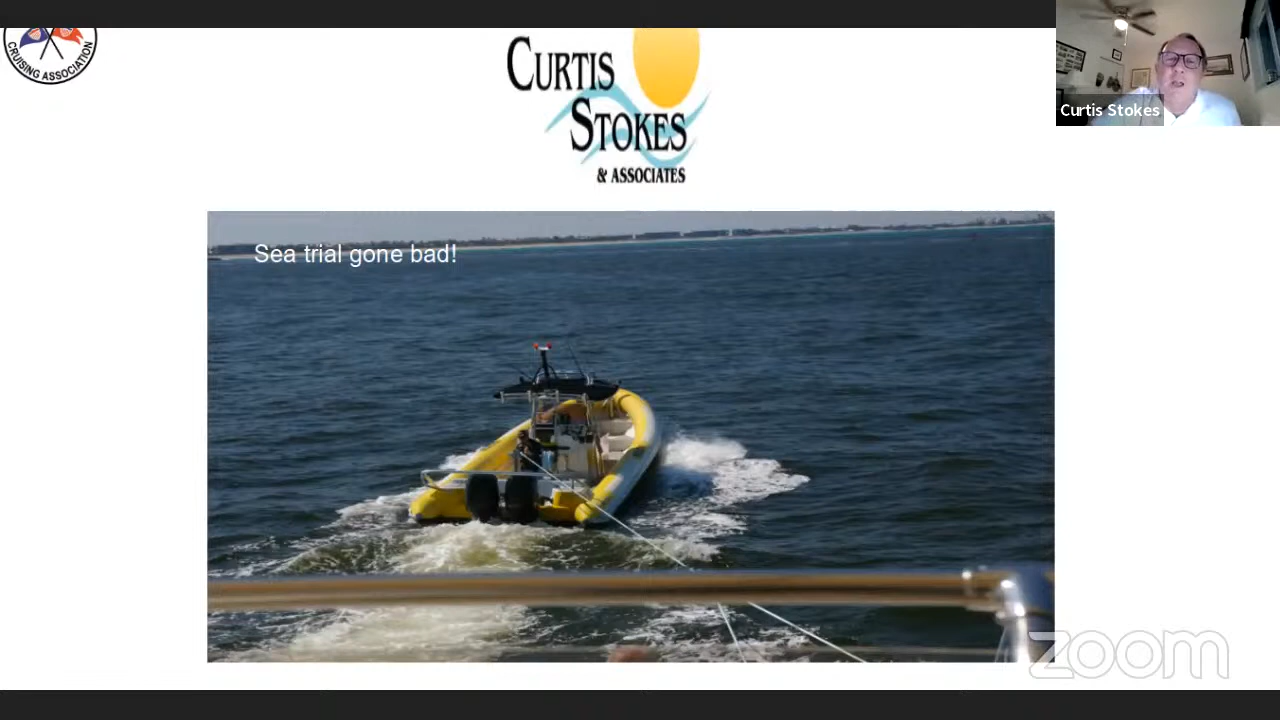 CRUISING ASSOCIATION
CURTIS
STOKES
& ASSOCIATES
Curtis Stokes
Sea trial gone bad!
zoom